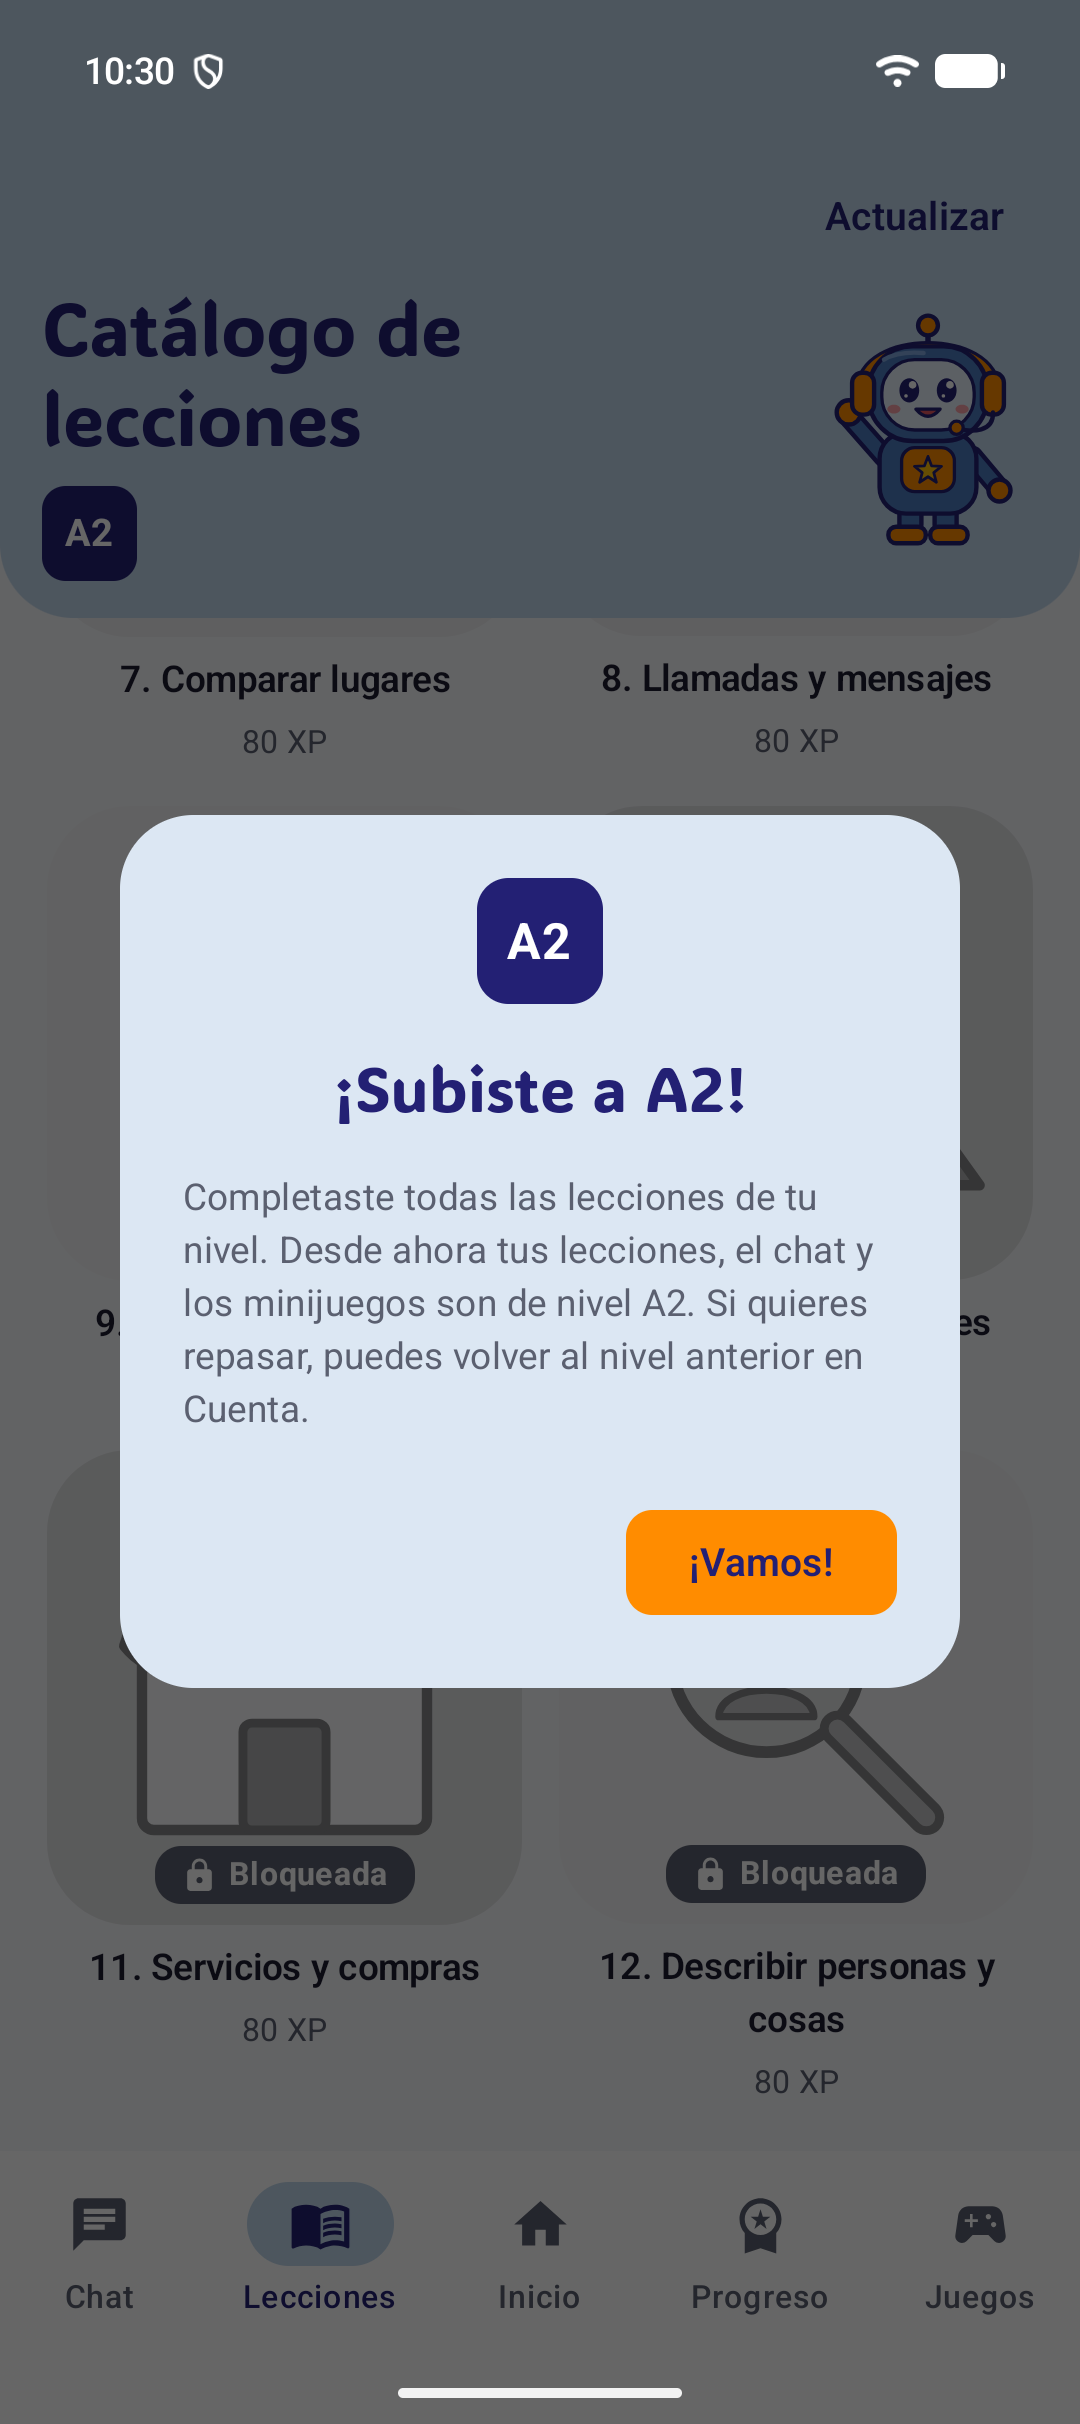 10:30
Actualizar
Catálogo de
lecciones
A2
7. Comparar lugares
8. Llamadas y mensajes
80 XP
80 XP
A2
¡Subiste a A2!
Completaste todas las lecciones de tu
nivel. Desde ahora tus lecciones, el chat y
los minijuegos son de nivel A2. Si quieres
repasar, puedes volver al nivel anterior en
Cuenta.
¡Vamos!
9.
es
Bloqueada
Bloqueada
11. Servicios y compras
80 XP
12. Describir personas y
cosas
80 XP
Chat
Lecciones
Inicio
Progreso
Juegos